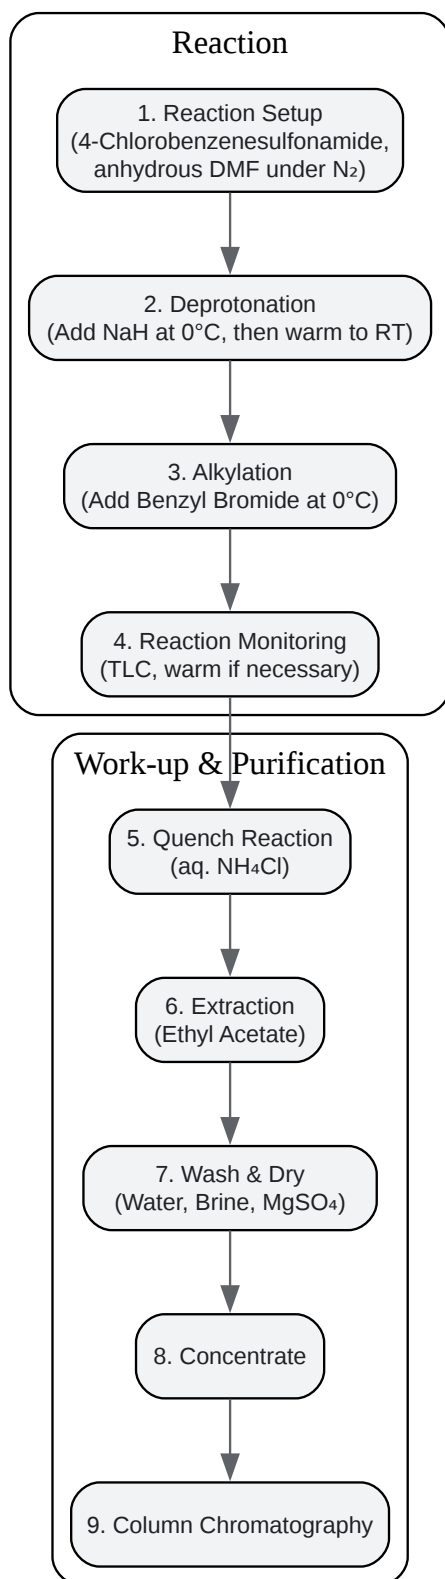 Reaction
1. Reaction Setup
(4-Chlorobenzenesulfonamide,
anhydrous DMF under N₂)
2. Deprotonation
(Add NaH at 0°C, then warm to RT)
3. Alkylation
(Add Benzyl Bromide at 0°C)
4. Reaction Monitoring
(TLC, warm if necessary)
Work-up & Purification
5. Quench Reaction
(aq. NH₄Cl)
6. Extraction
(Ethyl Acetate)
7. Wash & Dry
(Water, Brine, MgSO₄)
8. Concentrate
9. Column Chromatography